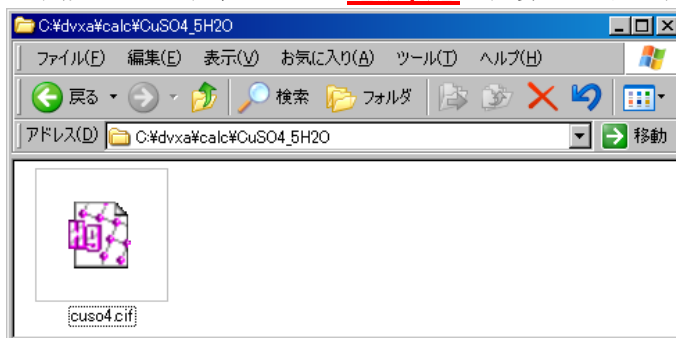 C:¥dvxa¥calc¥CuSO4_5H2O
ファイル(F) 編集(E) 表示(V) お気に入り(A) ツール(T) ヘルプ(H)
戻る 検索 フォルダ
アドレス(D) C:¥dvxa¥calc¥CuSO4_5H2O 移動
Hg
cuso4.cif